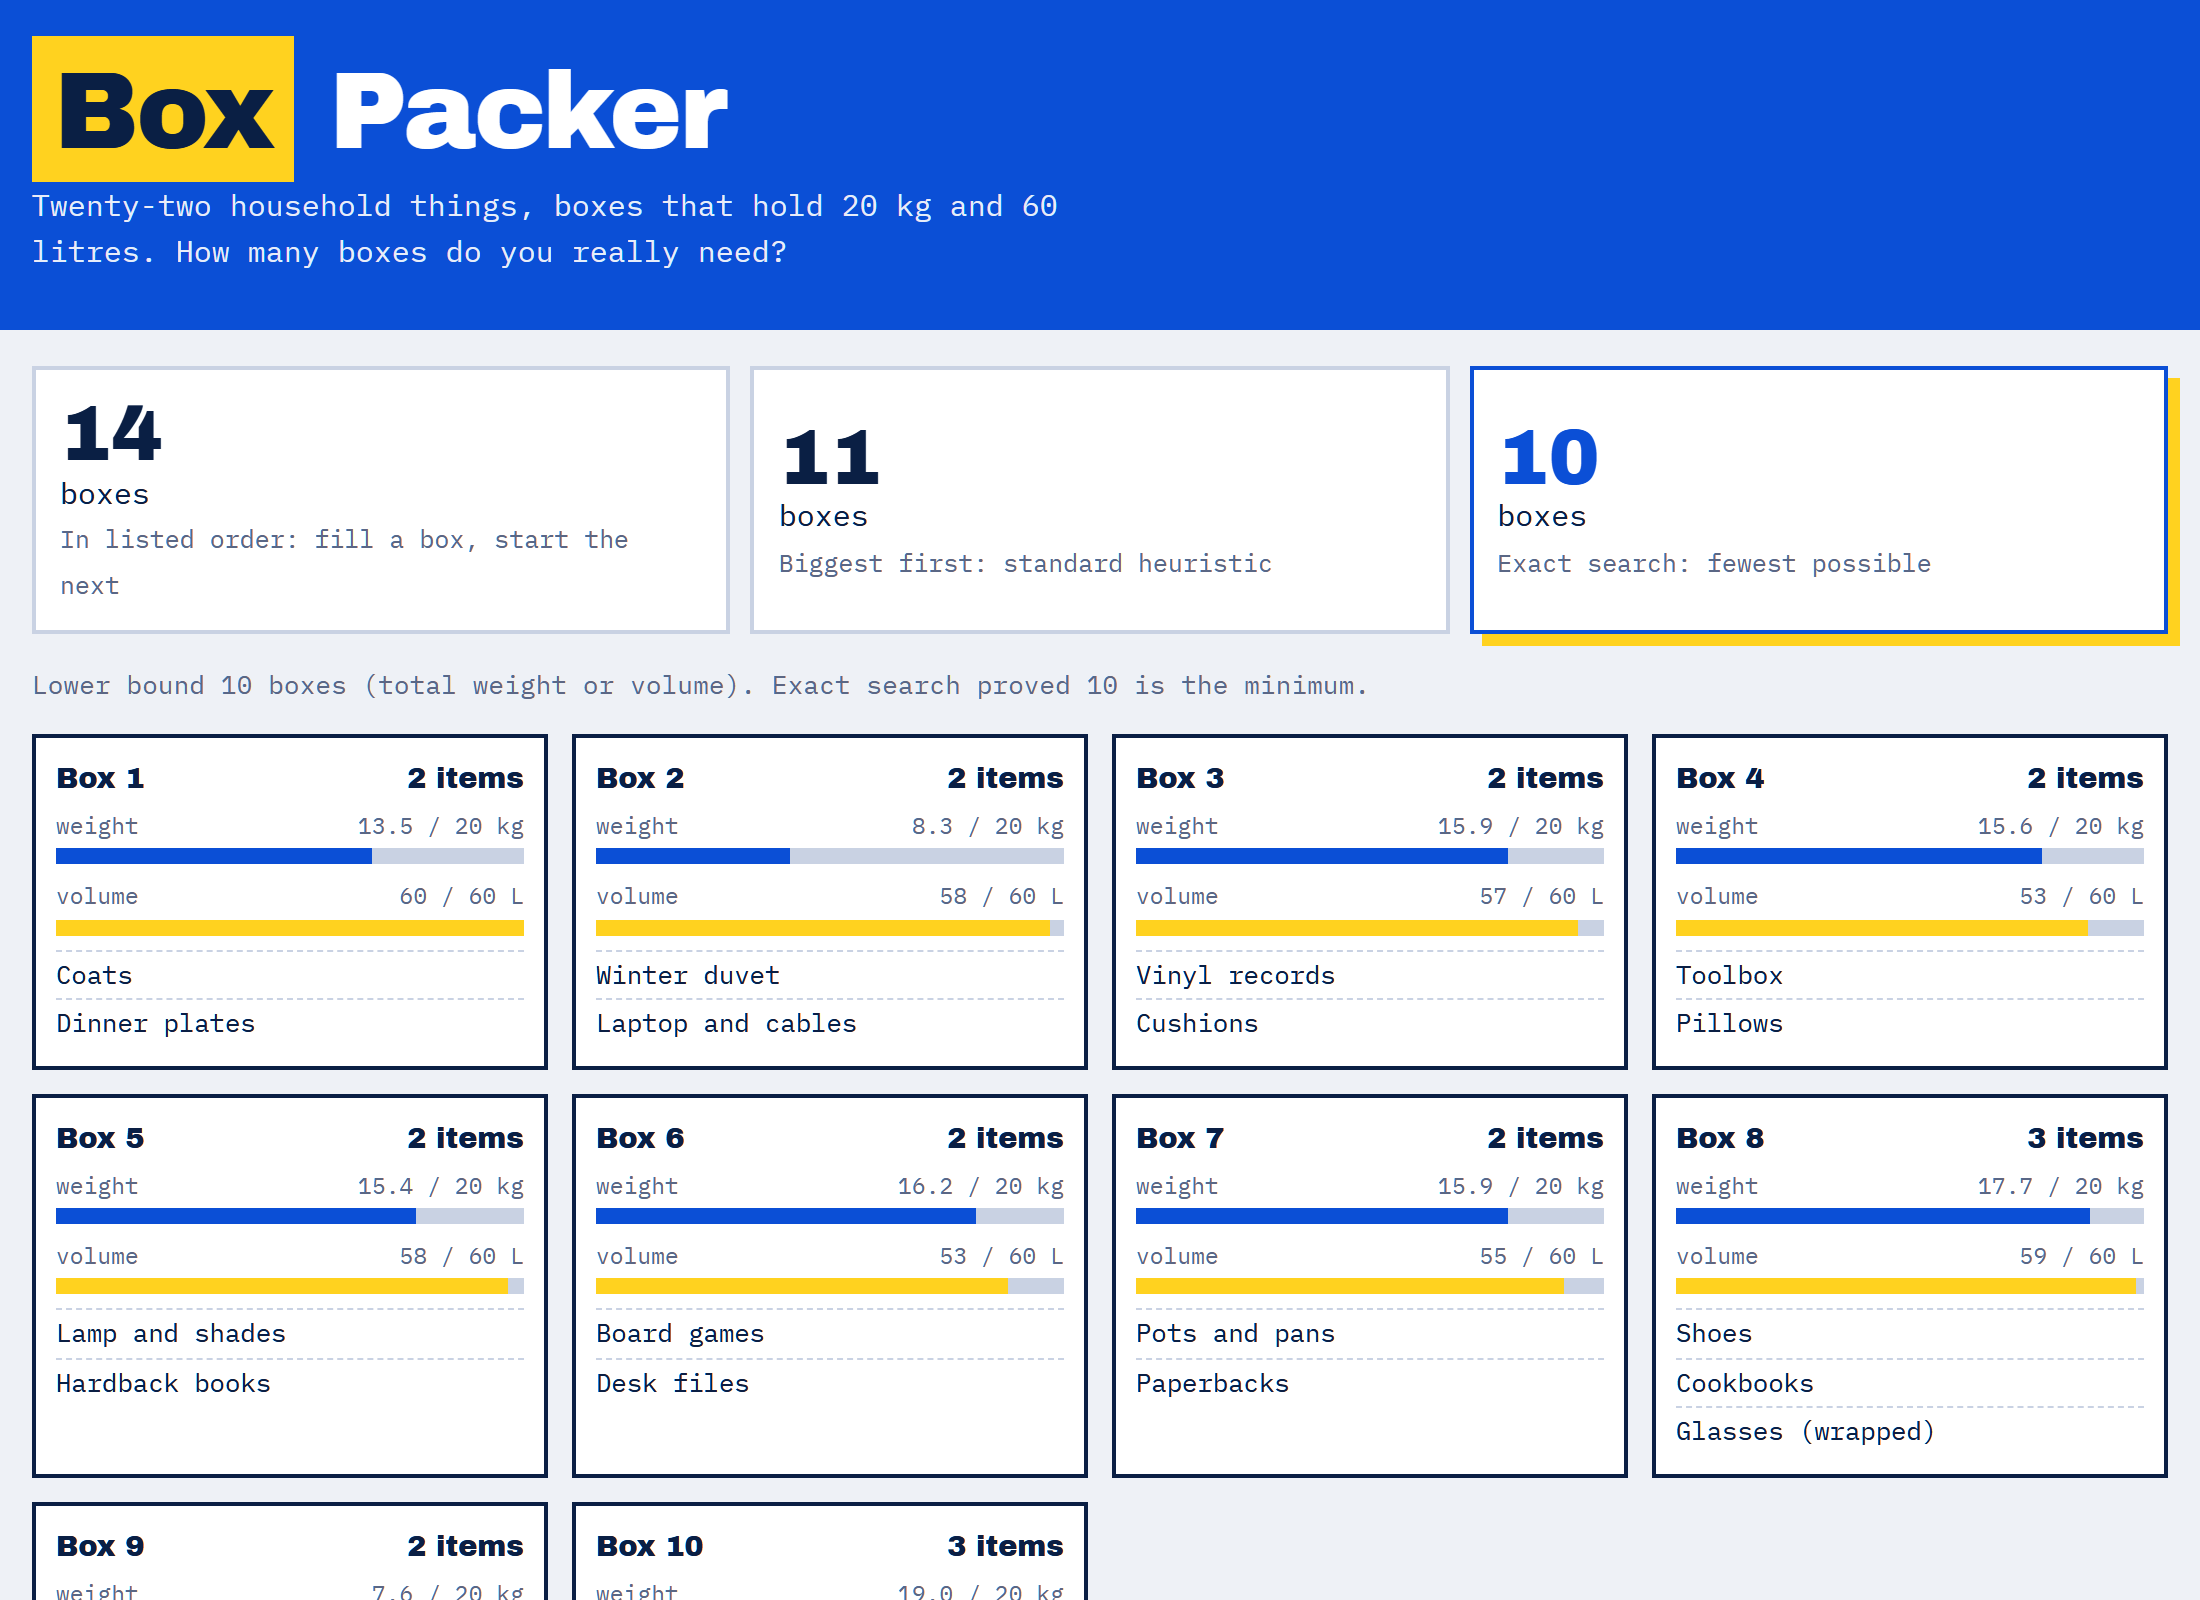 Box Packer
Twenty-two household things, boxes that hold 20 kg and 60
litres. How many boxes do you really need?
14
boxes
In listed order: fill a box, start the
next
11
boxes
Biggest first: standard heuristic
10
boxes
Exact search: fewest possible
Lower bound 10 boxes (total weight or volume). Exact search proved 10 is the minimum.
Box 1 2 items
weight 13.5 / 20 kg
volume 60 / 60 L
Coats
Dinner plates
Box 2 2 items
weight 8.3 / 20 kg
volume 58 / 60 L
Winter duvet
Laptop and cables
Box 3 2 items
weight 15.9 / 20 kg
volume 57 / 60 L
Vinyl records
Cushions
Box 4 2 items
weight 15.6 / 20 kg
volume 53 / 60 L
Toolbox
Pillows
Box 5 2 items
weight 15.4 / 20 kg
volume 58 / 60 L
Lamp and shades
Hardback books
Box 6 2 items
weight 16.2 / 20 kg
volume 53 / 60 L
Board games
Desk files
Box 7 2 items
weight 15.9 / 20 kg
volume 55 / 60 L
Pots and pans
Paperbacks
Box 8 3 items
weight 17.7 / 20 kg
volume 59 / 60 L
Shoes
Cookbooks
Glasses (wrapped)
Box 9 2 items
weight 7.6 / 20 kg
Box 10 3 items
weight 19.0 / 20 kg